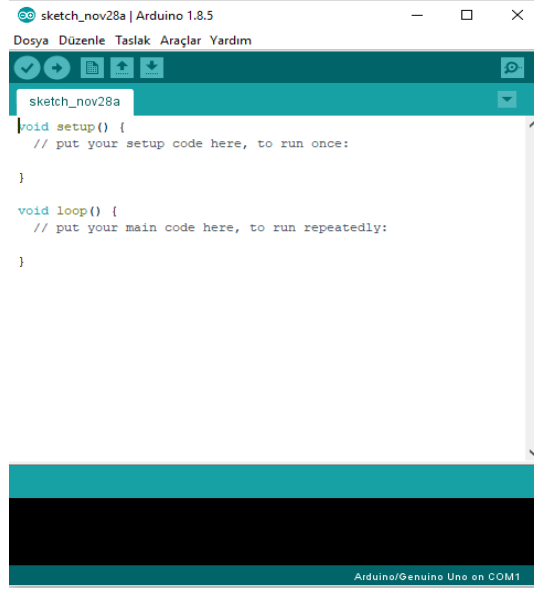 sketch_nov28a | Arduino 1.8.5
Dosya Düzenle Taslak Araçlar Yardım
sketch_nov28a
void setup() {
  // put your setup code here, to run once:
}
void loop() {
  // put your main code here, to run repeatedly:
}
Arduino/Genuino Uno on COM1